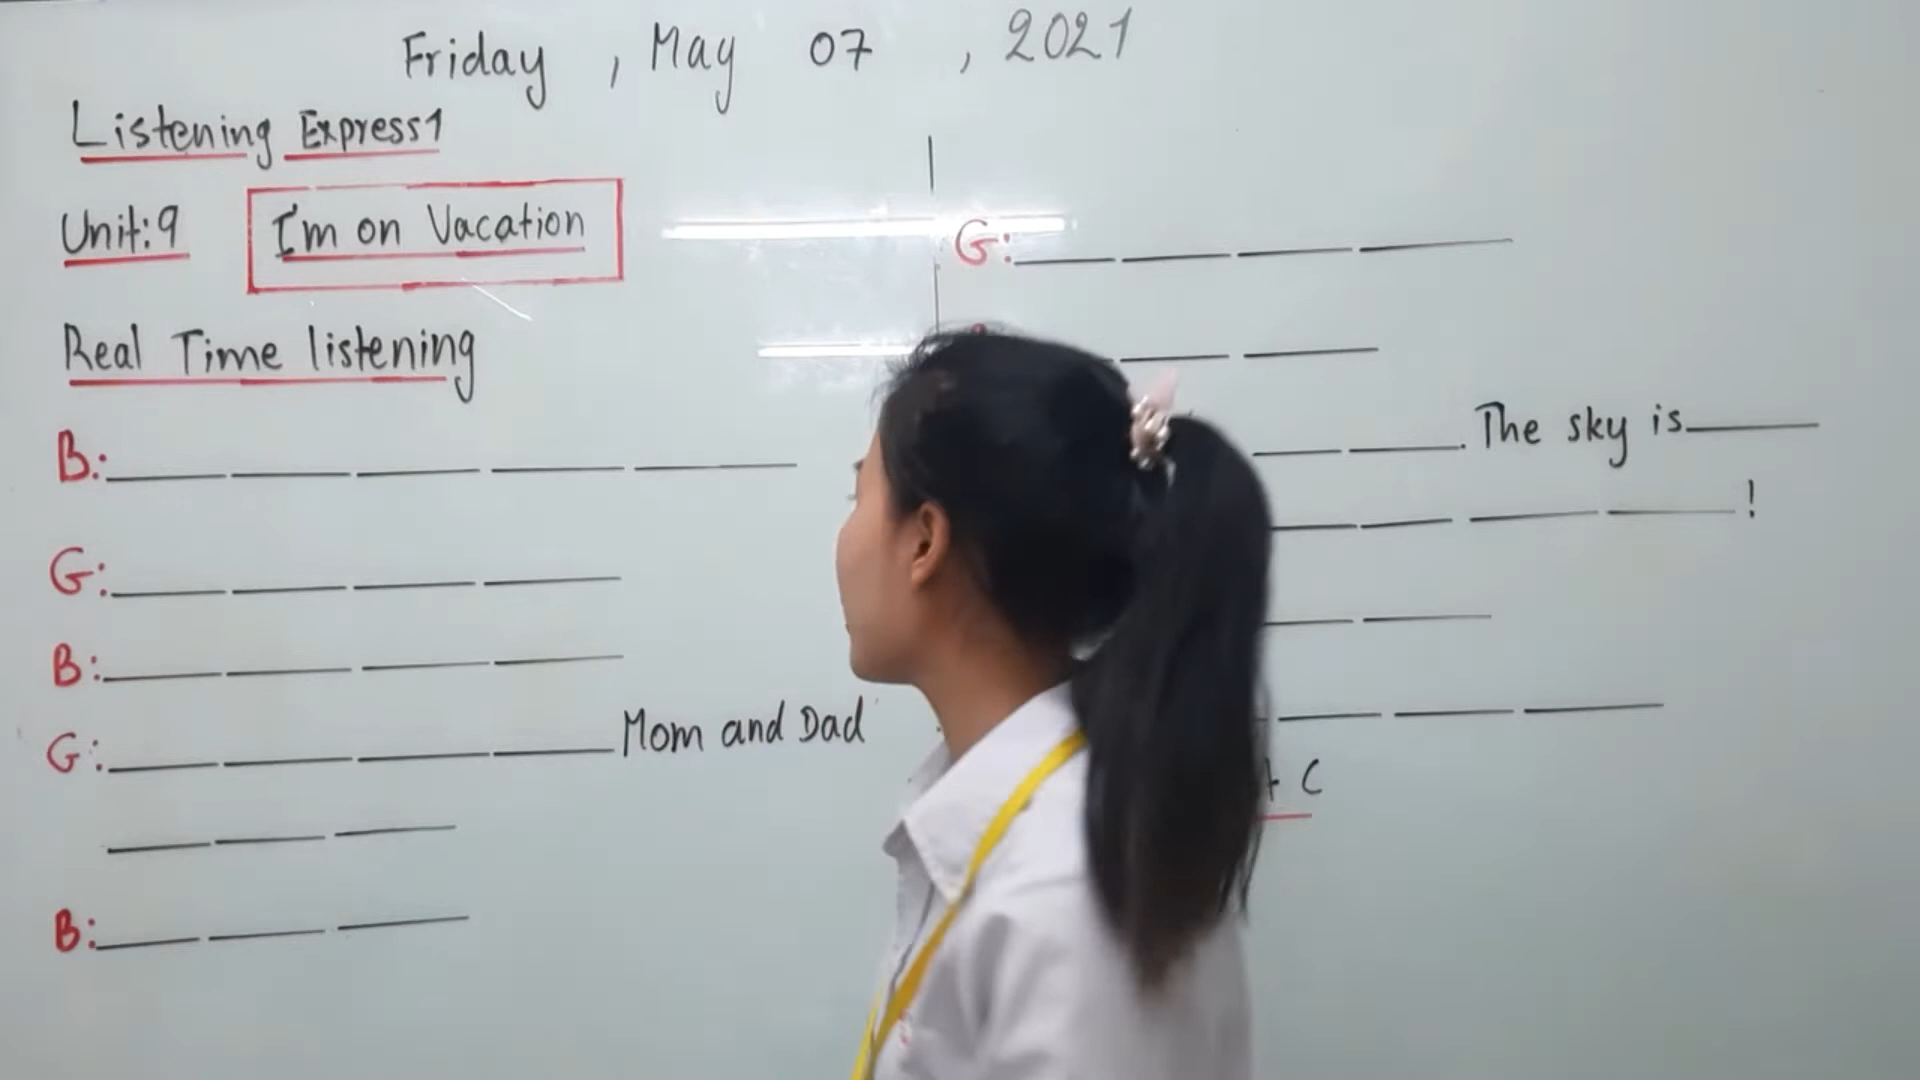 Friday , May 07 , 2021
Listening Express1
Unit:9 I'm on Vacation
Real Time listening
B:
G:
B:
G: Mom and Dad
B:
G:
. The sky is
!
C